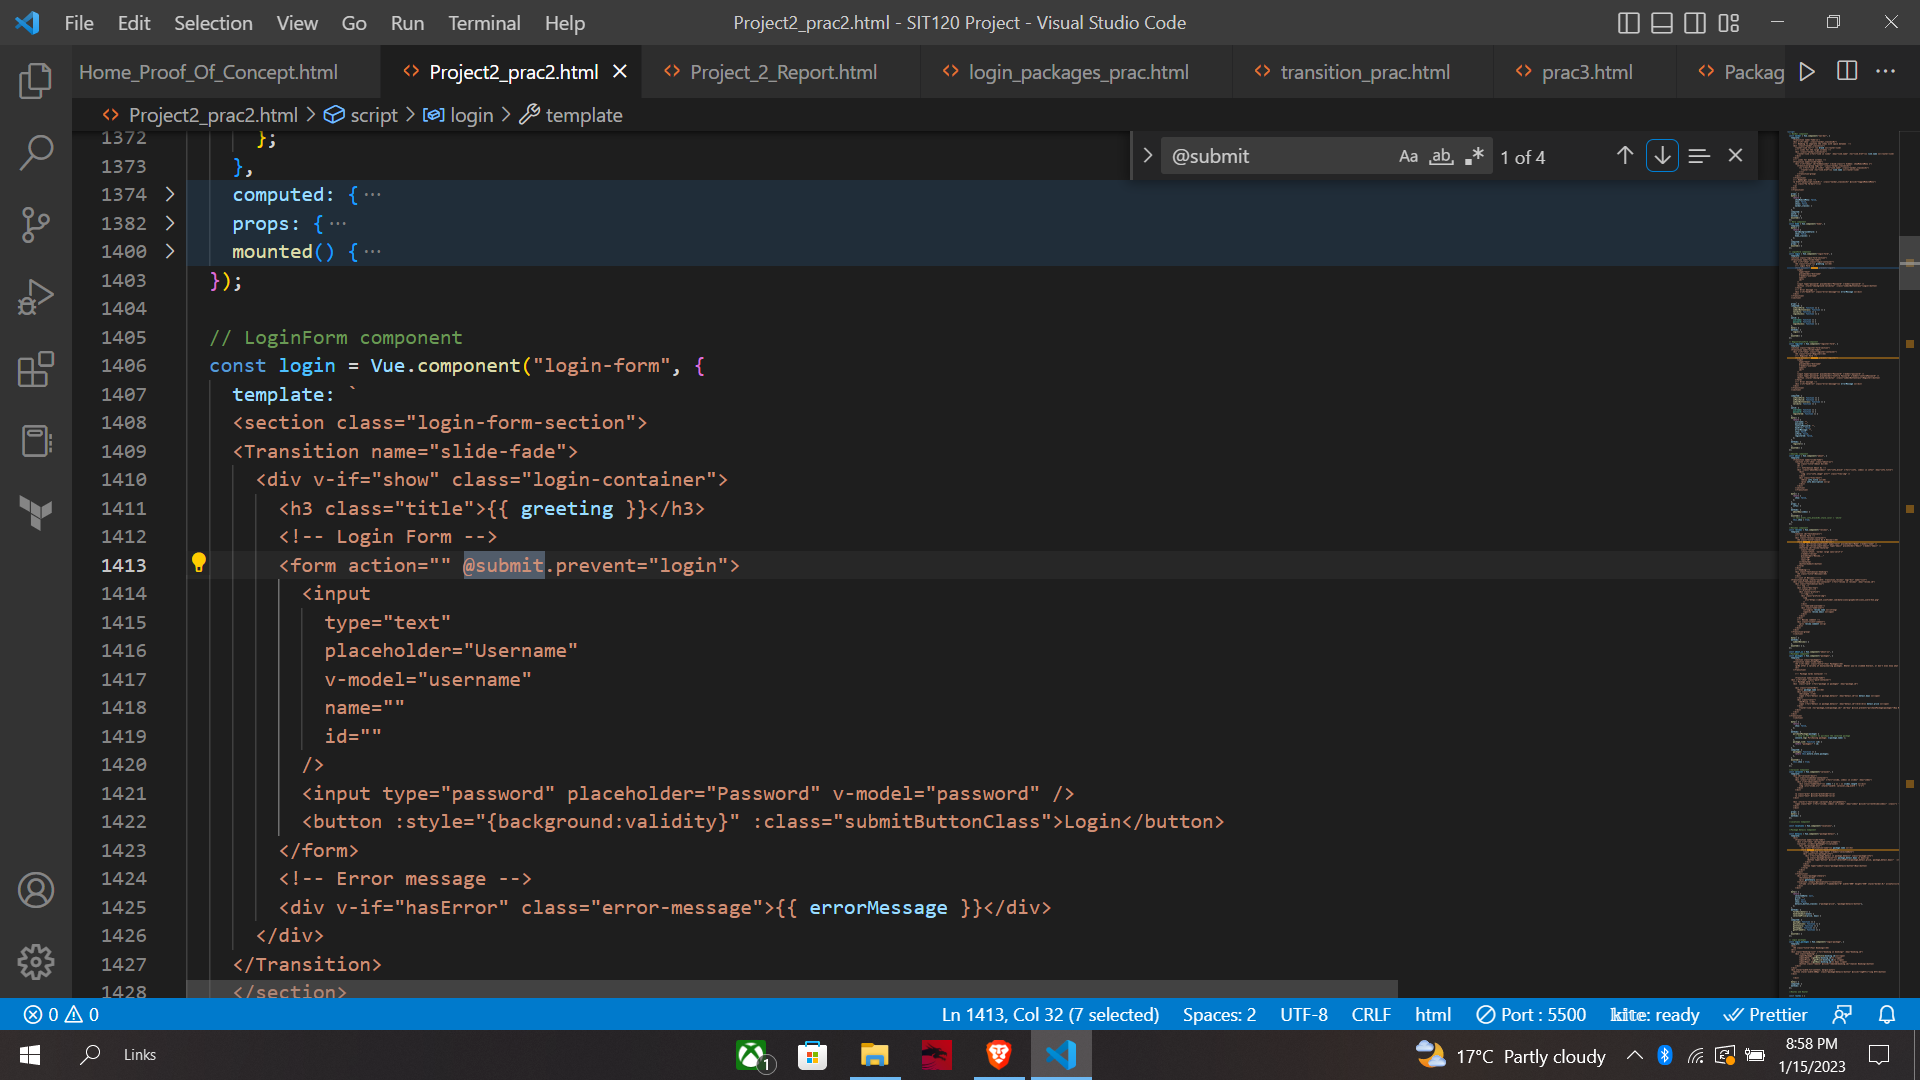 File Edit Selection View Go Run Terminal Help
Project2_prac2.html - SIT120 Project - Visual Studio Code
Home_Proof_Of_Concept.html
Project2_prac2.html
Project_2_Report.html
login_packages_prac.html
transition_prac.html
prac3.html
Packag
Project2_prac2.html > script > login > template
@submit
Aa ab .*
1 of 4
1372 };
1373 },
1374 computed: { ···
1382 props: { ···
1400 mounted() { ···
1403 });
1404
1405 // LoginForm component
1406 const login = Vue.component("login-form", {
1407 template: `
1408 <section class="login-form-section">
1409 <Transition name="slide-fade">
1410 <div v-if="show" class="login-container">
1411 <h3 class="title">{{ greeting }}</h3>
1412 <!-- Login Form -->
1413 <form action="" @submit.prevent="login">
1414 <input
1415 type="text"
1416 placeholder="Username"
1417 v-model="username"
1418 name=""
1419 id=""
1420 />
1421 <input type="password" placeholder="Password" v-model="password" />
1422 <button :style="{background:validity}" :class="submitButtonClass">Login</button>
1423 </form>
1424 <!-- Error message -->
1425 <div v-if="hasError" class="error-message">{{ errorMessage }}</div>
1426 </div>
1427 </Transition>
1428 </section>
0 0
Ln 1413, Col 32 (7 selected) Spaces: 2 UTF-8 CRLF html Port : 5500 kite: ready Prettier
Links
1
17°C Partly cloudy
8:58 PM
1/15/2023